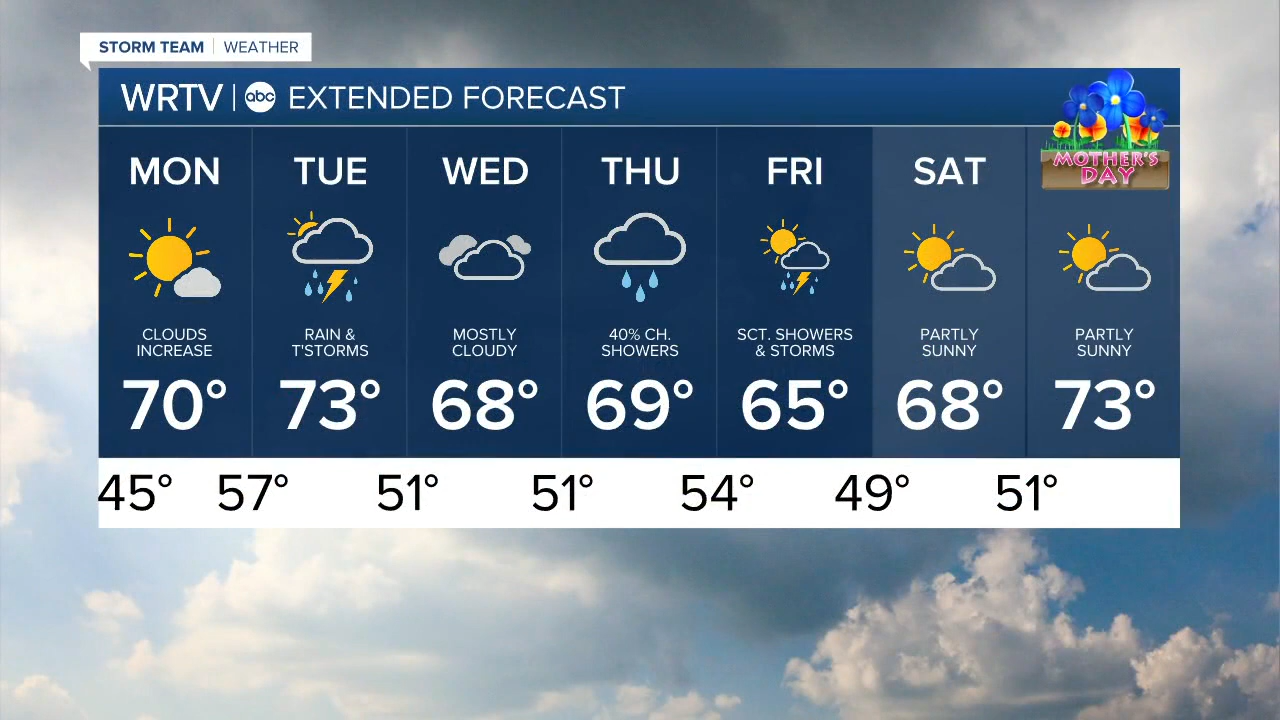 STORM TEAM | WEATHER
WRTV | abc EXTENDED FORECAST
MON TUE WED THU FRI SAT MOTHER'S
DAY
CLOUDS RAIN & MOSTLY 40% CH. SCT. SHOWERS PARTLY PARTLY
INCREASE T'STORMS CLOUDY SHOWERS & STORMS SUNNY SUNNY
70° 73° 68° 69° 65° 68° 73°
45° 57° 51° 51° 54° 49° 51°